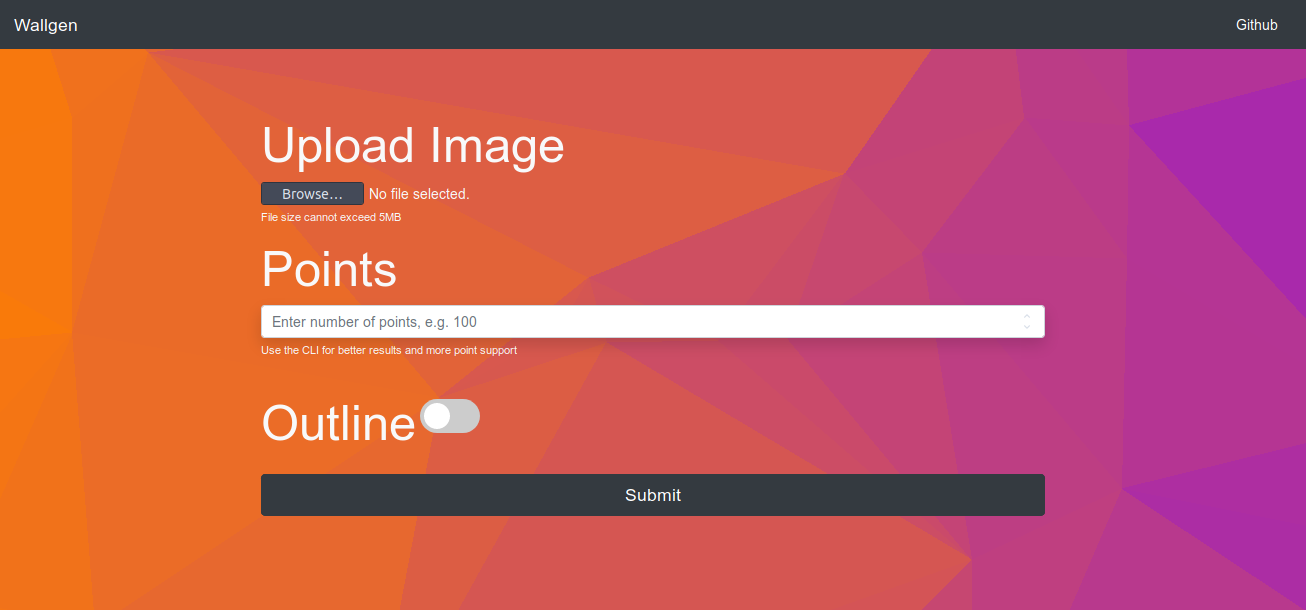 Wallgen
Github
Upload Image
Browse... No file selected.
File size cannot exceed 5MB
Points
Enter number of points, e.g. 100
Use the CLI for better results and more point support
Outline
Submit